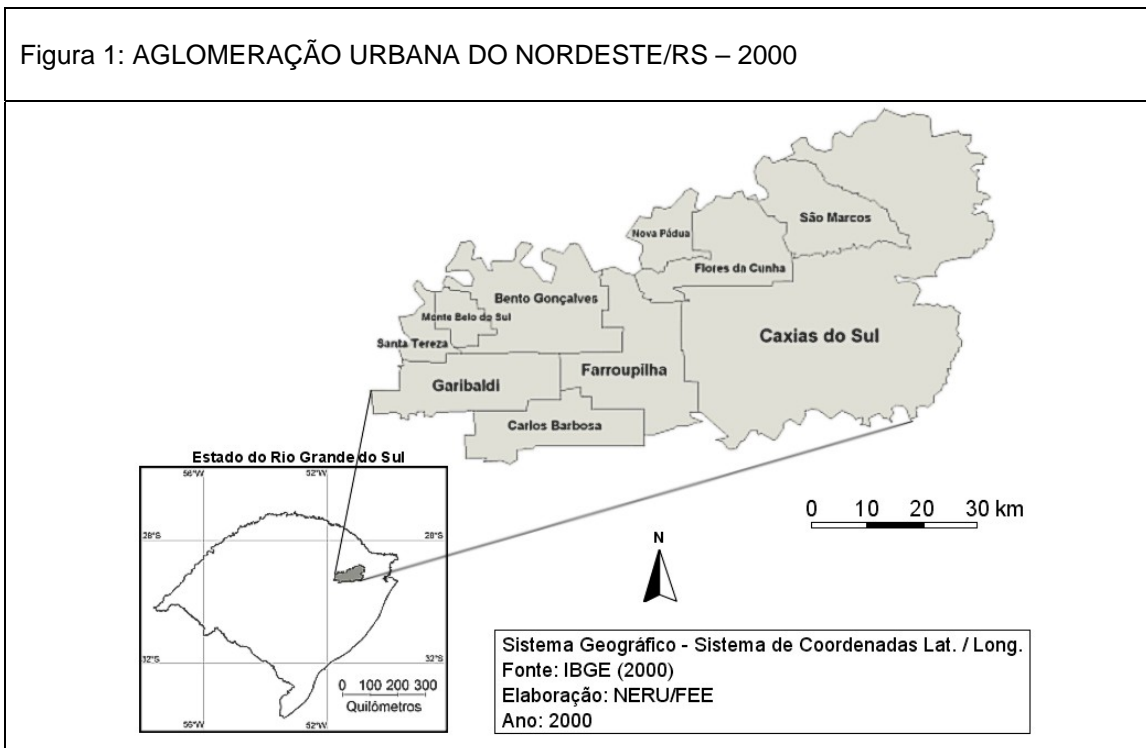 Figura 1: AGLOMERAÇÃO URBANA DO NORDESTE/RS – 2000
São Marcos
Nova Pádua
Flores da Cunha
Bento Gonçalves
Monte Belo do Sul
Caxias do Sul
Santa Tereza
Farroupilha
Garibaldi
Carlos Barbosa
Estado do Rio Grande do Sul
56°W 52°W
28°S 28°S
32°S 32°S
0 100 200 300
Quilômetros
56°W 52°W
0 10 20 30 km
N
Sistema Geográfico - Sistema de Coordenadas Lat. / Long.
Fonte: IBGE (2000)
Elaboração: NERU/FEE
Ano: 2000